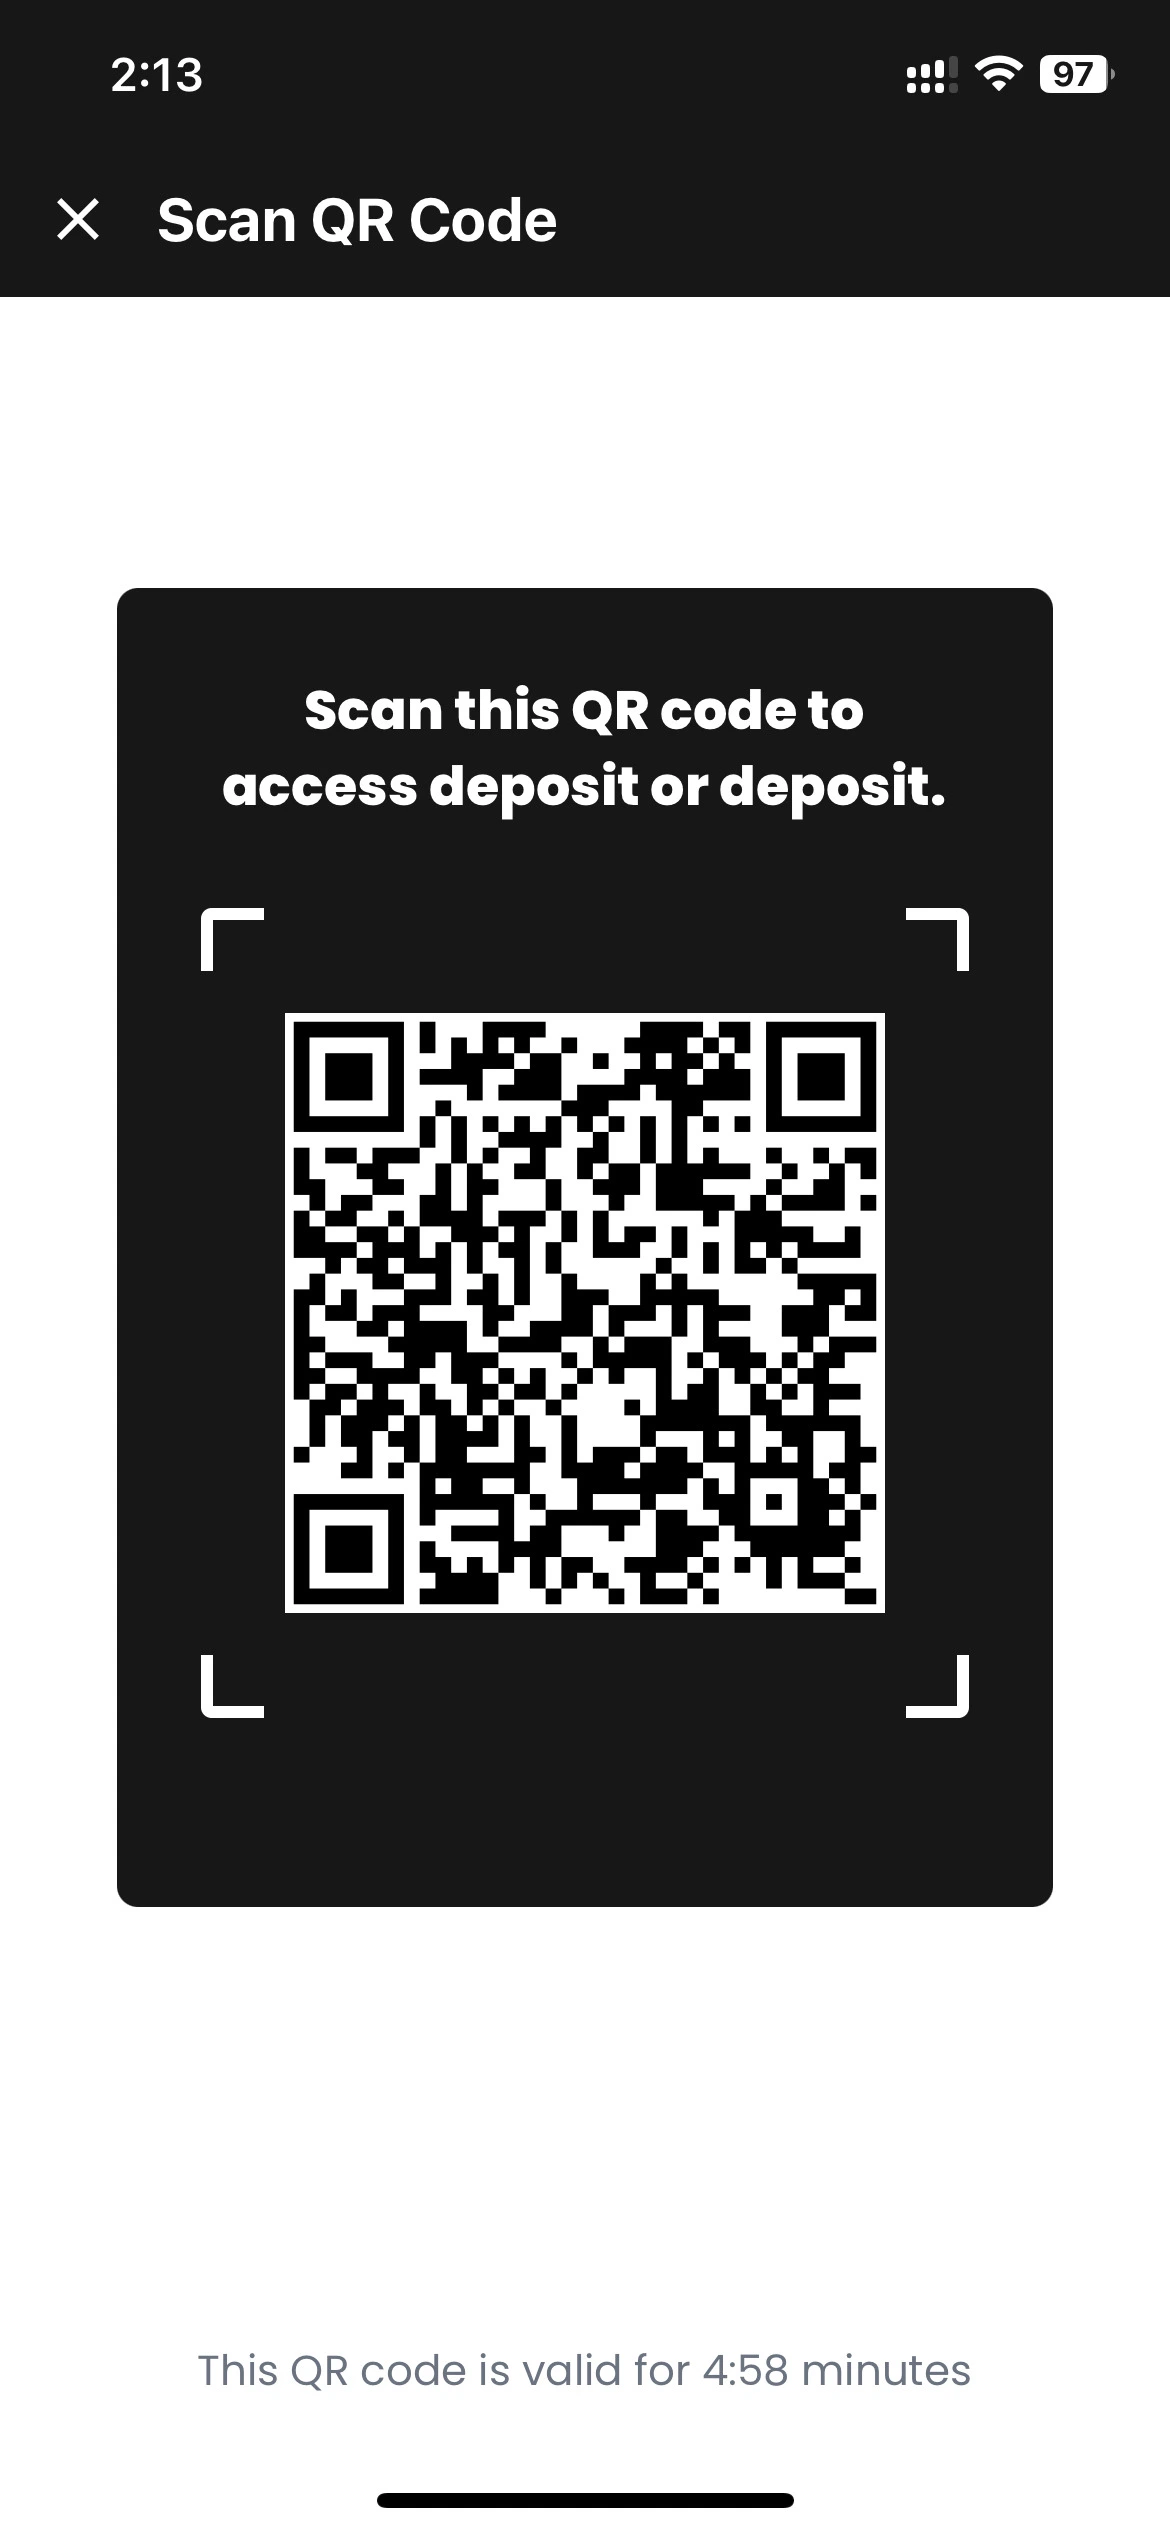 2:13
97
Scan QR Code
Scan this QR code to
access deposit or deposit.
This QR code is valid for 4:58 minutes